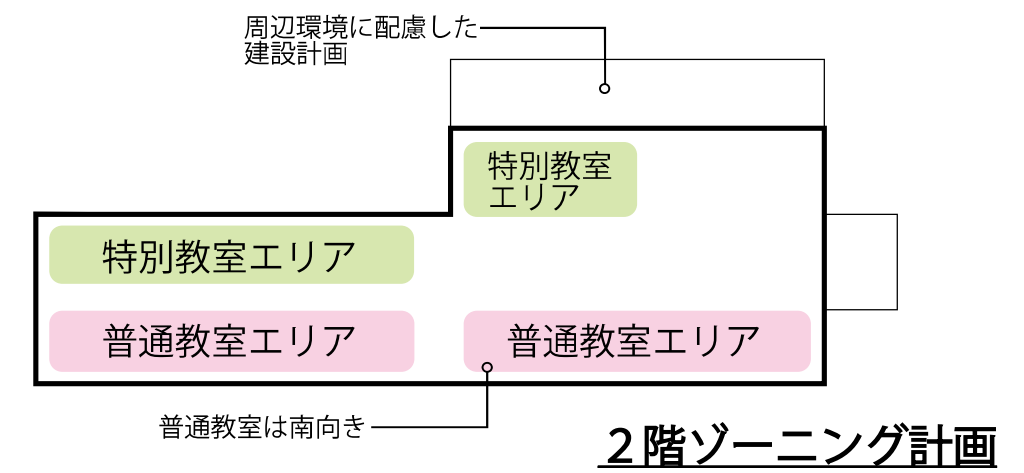 周辺環境に配慮した
建設計画
特別教室
エリア
特別教室エリア
普通教室エリア
普通教室エリア
普通教室は南向き
２階ゾーニング計画